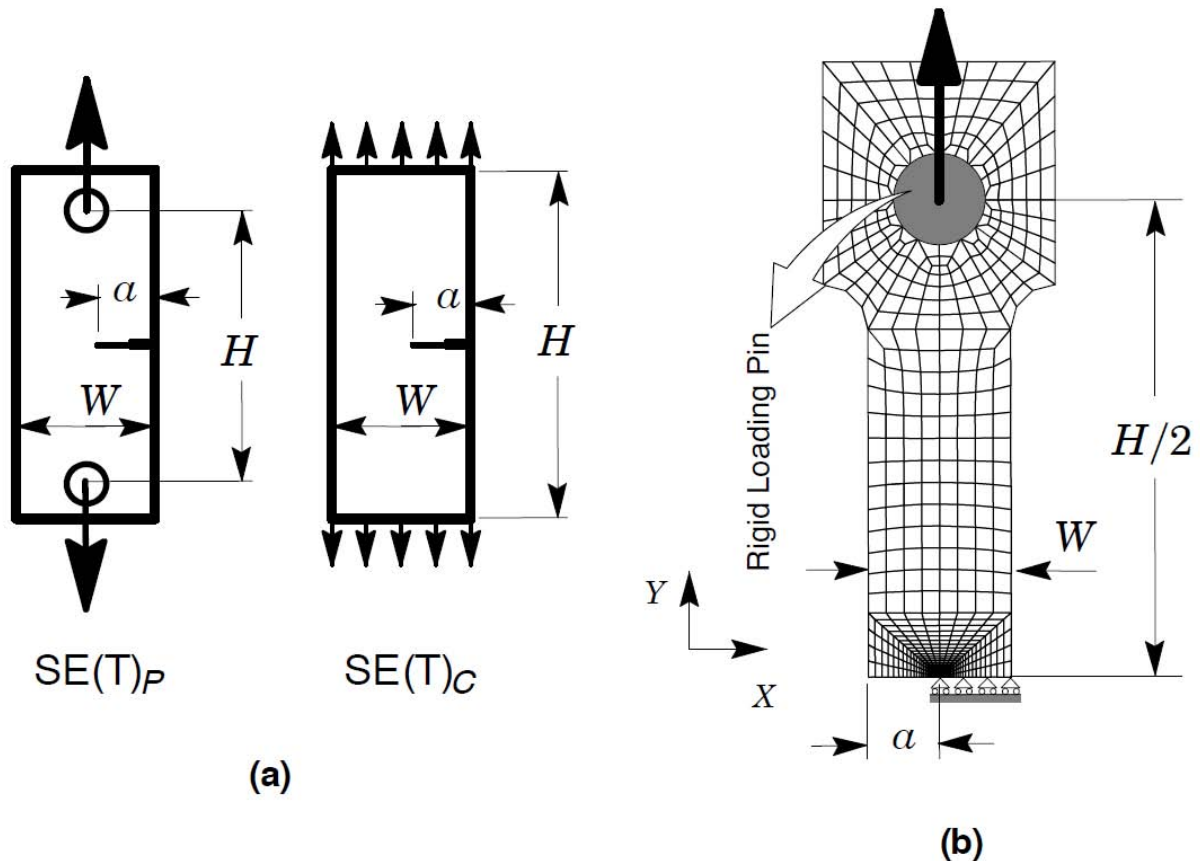 a
H
W
SE(T)P
a
H
W
SE(T)C
(a)
Rigid Loading Pin
H/2
W
Y
X
a
(b)